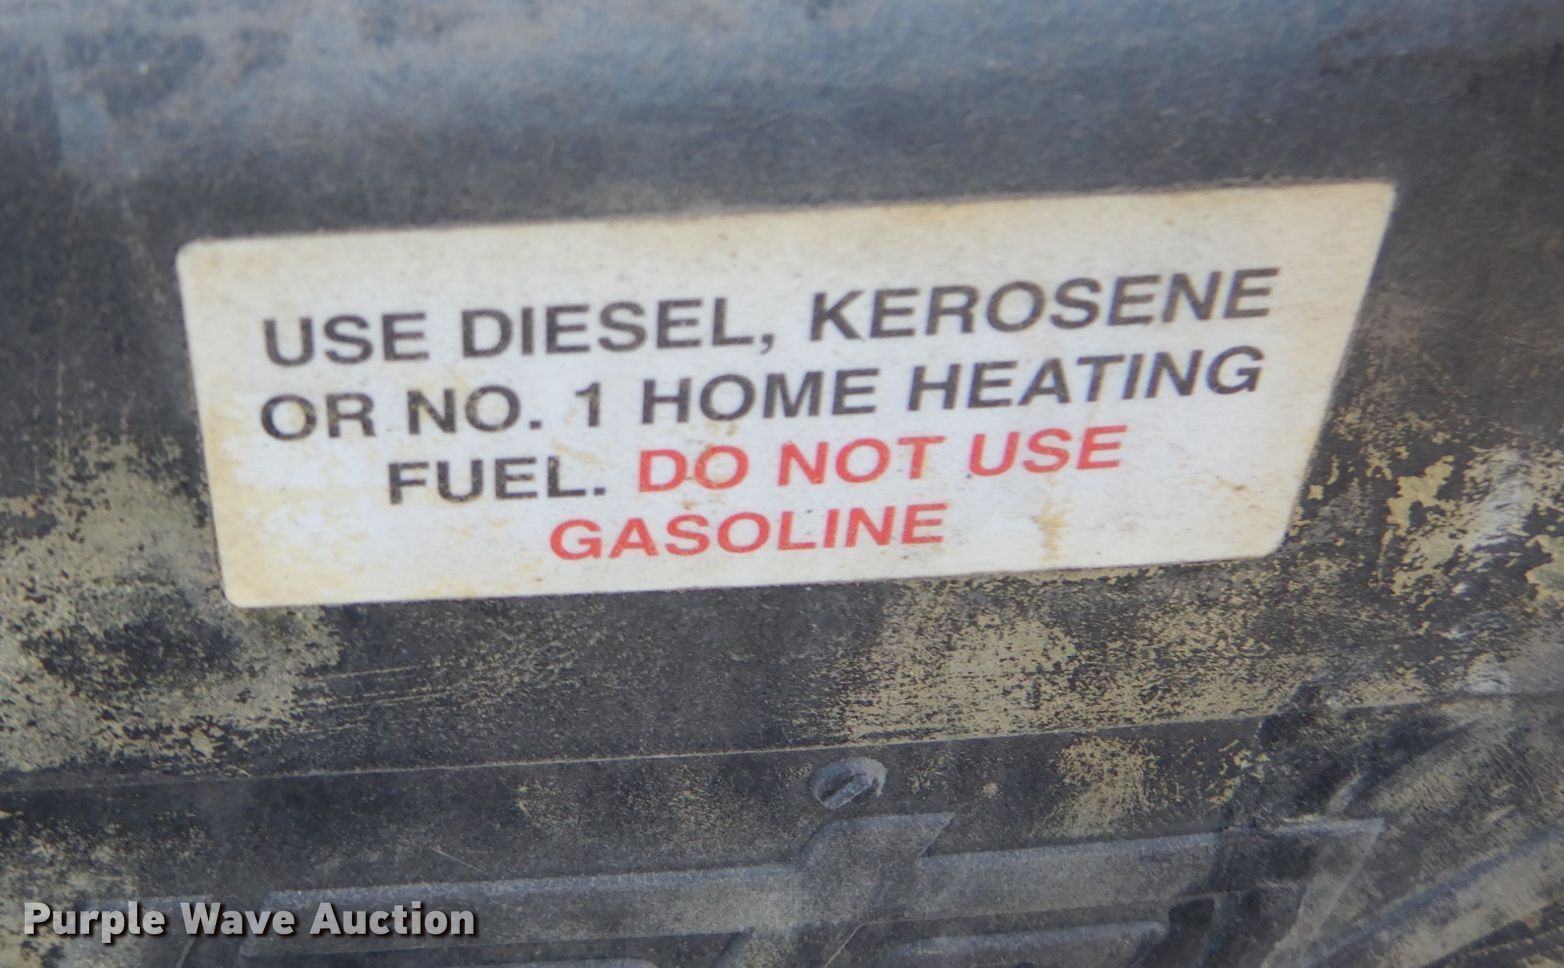 USE DIESEL, KEROSENE
OR NO. 1 HOME HEATING
FUEL. DO NOT USE
GASOLINE
Purple Wave Auction